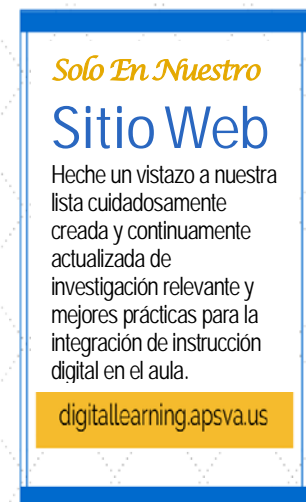 Solo En Nuestro
Sitio Web
Heche un vistazo a nuestra
lista cuidadosamente
creada y continuamente
actualizada de
investigación relevante y
mejores prácticas para la
integración de instrucción
digital en el aula.
digitallearning.apsva.us